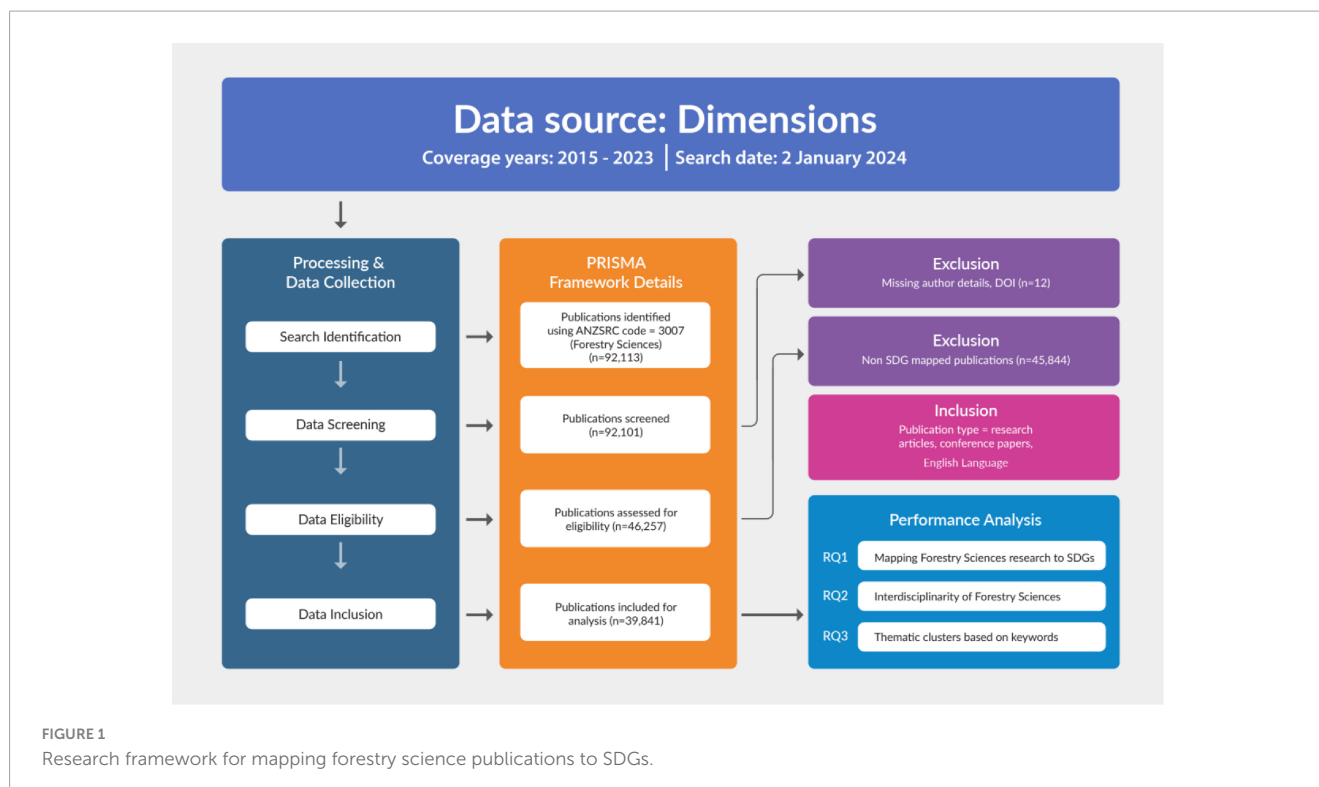 Data source: Dimensions
Coverage years: 2015 - 2023 | Search date: 2 January 2024
Processing &
Data Collection
Search Identification
Data Screening
Data Eligibility
Data Inclusion
PRISMA
Framework Details
Publications identified
using ANZSRC code = 3007
(Forestry Sciences)
(n=92,113)
Publications screened
(n=92,101)
Publications assessed for
eligibility (n=46,257)
Publications included for
analysis (n=39,841)
Exclusion
Missing author details, DOI (n=12)
Exclusion
Non SDG mapped publications (n=45,844)
Inclusion
Publication type = research
articles, conference papers,
English Language
Performance Analysis
RQ1 Mapping Forestry Sciences research to SDGs
RQ2 Interdisciplinarity of Forestry Sciences
RQ3 Thematic clusters based on keywords
FIGURE 1
Research framework for mapping forestry science publications to SDGs.